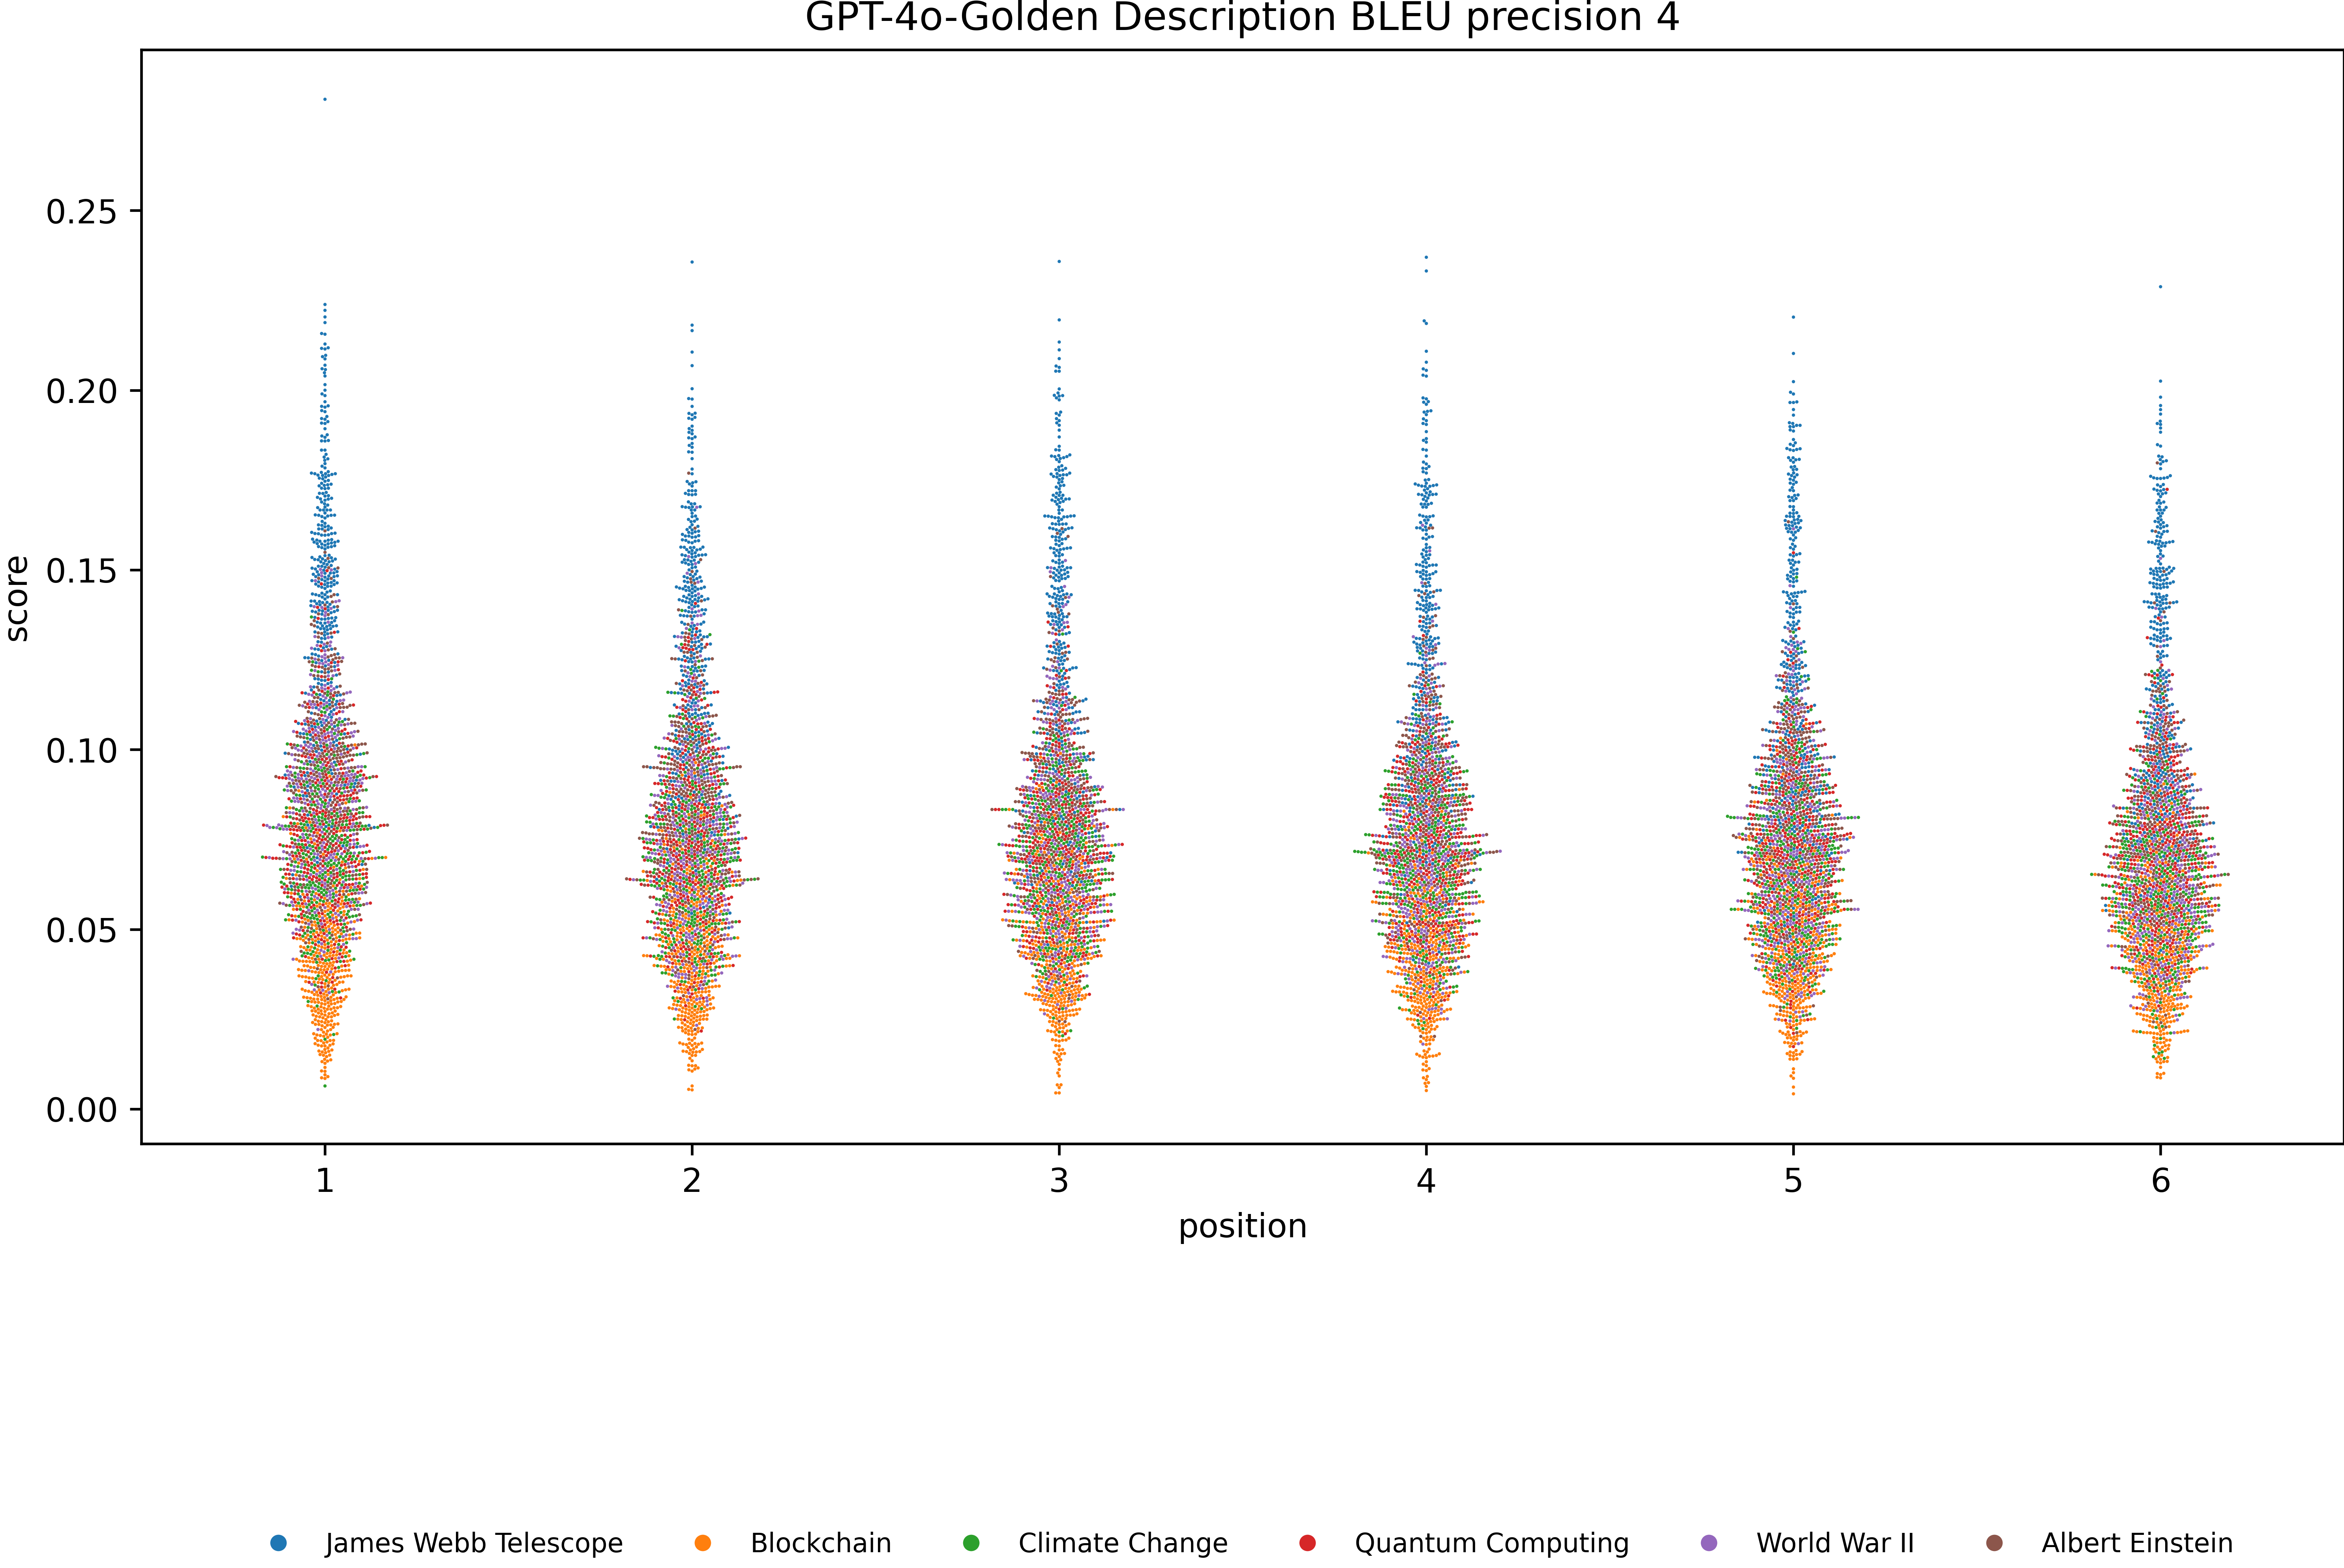 GPT-4o-Golden Description BLEU precision 4
score
0.25
0.20
0.15
0.10
0.05
0.00
1 2 3 4 5 6
position
James Webb Telescope Blockchain Climate Change Quantum Computing World War II Albert Einstein